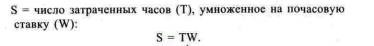 S = число затраченных часов (Т), умноженное на почасовую
ставку (W):
S = TW.